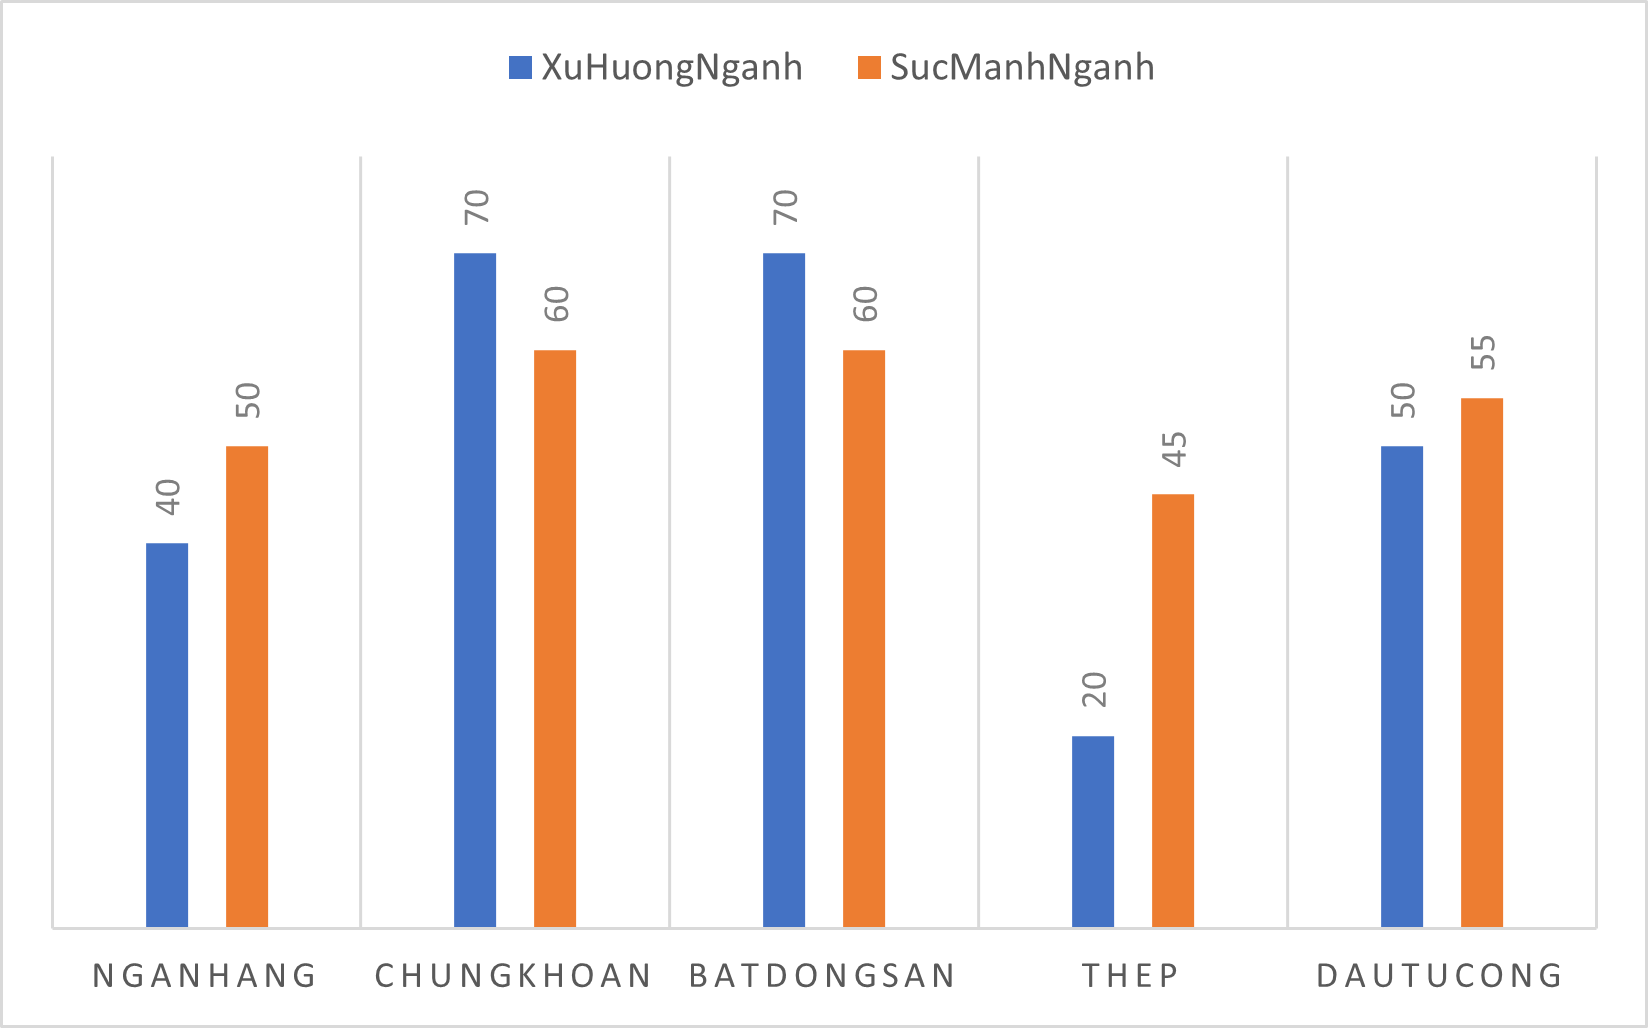 XuHuongNganh SucManhNganh
40 50 70 60 70 60 20 45 50 55
NGANHANG CHUNGKHOAN BATDONGSAN THEP DAUTUCONG